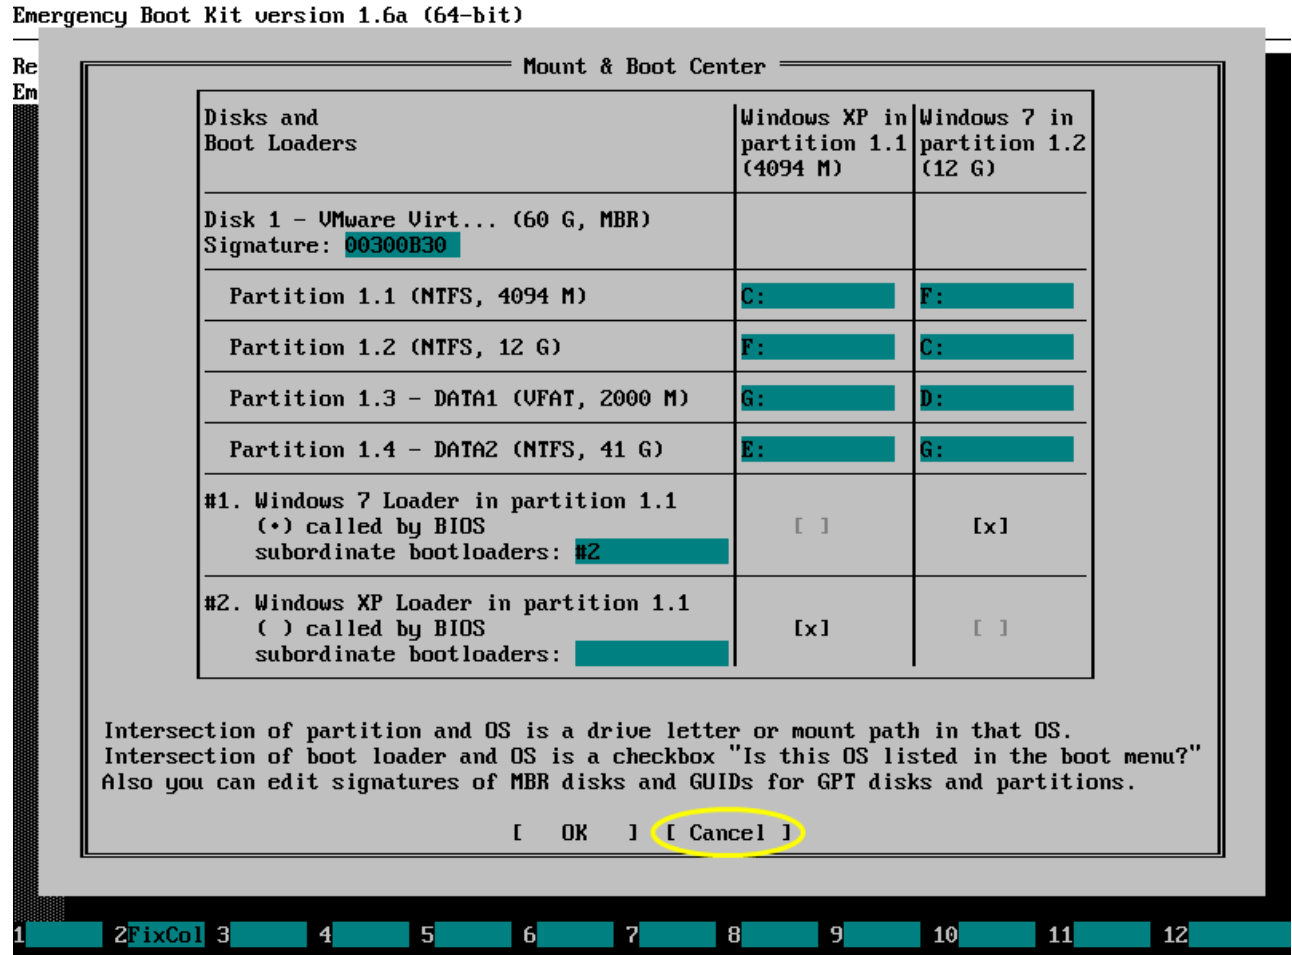 Emergency Boot Kit version 1.6a (64-bit)
Re
Em
Mount & Boot Center
Disks and
Boot Loaders
Windows XP in
partition 1.1
(4094 M)
Windows 7 in
partition 1.2
(12 G)
Disk 1 - VMware Virt... (60 G, MBR)
Signature: 00300B30
Partition 1.1 (NTFS, 4094 M) C: F:
Partition 1.2 (NTFS, 12 G) F: C:
Partition 1.3 - DATA1 (VFAT, 2000 M) G: D:
Partition 1.4 - DATA2 (NTFS, 41 G) E: G:
#1. Windows 7 Loader in partition 1.1
(•) called by BIOS [ ] [x]
subordinate bootloaders: #2
#2. Windows XP Loader in partition 1.1
( ) called by BIOS [x] [ ]
subordinate bootloaders:
Intersection of partition and OS is a drive letter or mount path in that OS.
Intersection of boot loader and OS is a checkbox "Is this OS listed in the boot menu?"
Also you can edit signatures of MBR disks and GUIDs for GPT disks and partitions.
[ OK ] [ Cancel ]
1 2FixCol 3 4 5 6 7 8 9 10 11 12